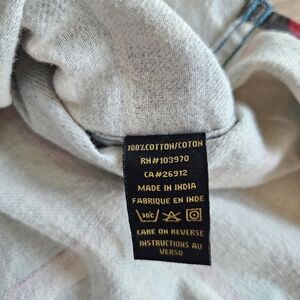 100% COTTON/COTON
RN#103970
CA#26912
MADE IN INDIA
FABRIQUE EN INDE
30c
CARE ON REVERSE
INSTRUCTIONS AU
VERSO